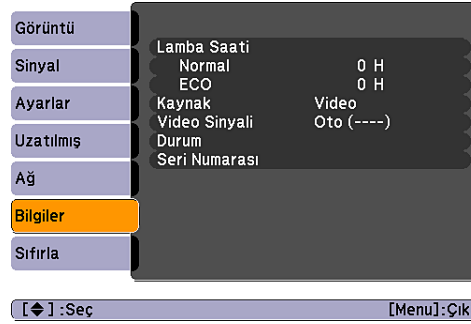 Görüntü
Sinyal
Ayarlar
Uzatılmış
Ağ
Bilgiler
Sıfırla
Lamba Saati
Normal 0 H
ECO 0 H
Kaynak Video
Video Sinyali Oto (----)
Durum
Seri Numarası
[◆] :Seç [Menu]:Çık